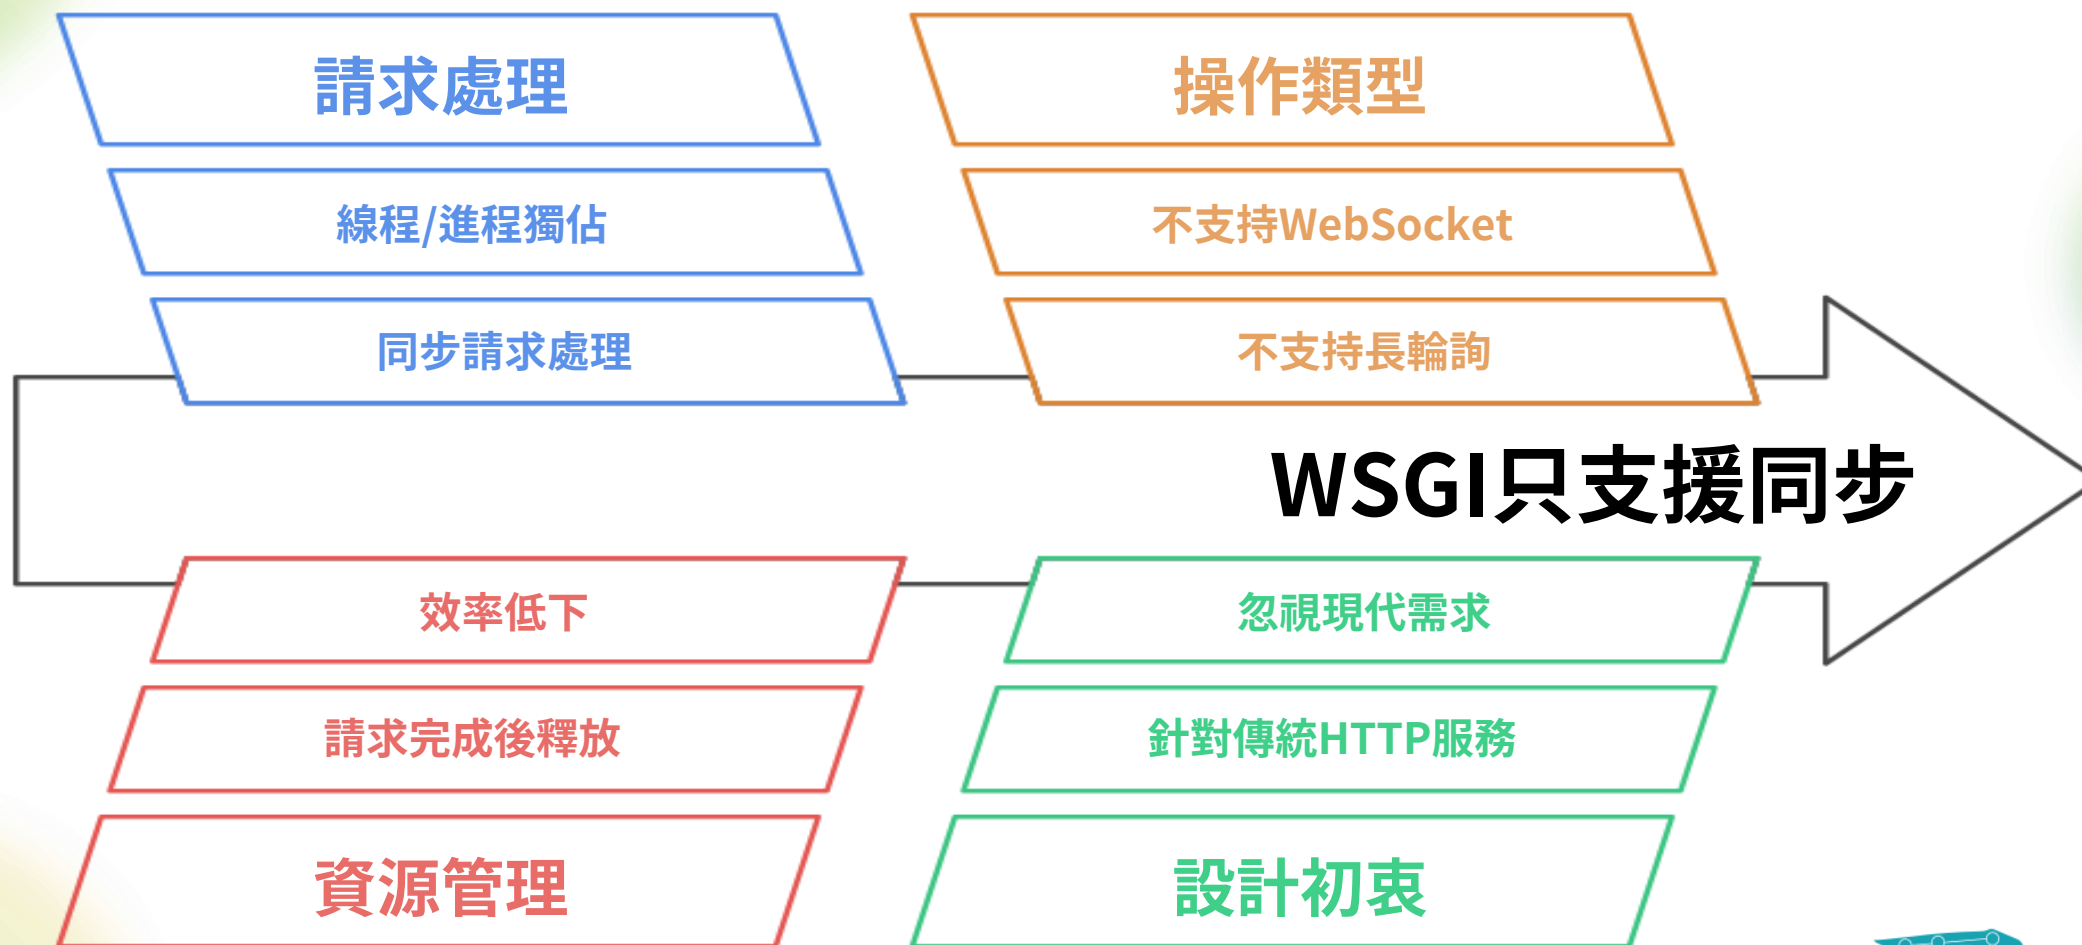 請求處理
線程/進程獨佔
同步請求處理
操作類型
不支持WebSocket
不支持長輪詢
WSGI只支援同步
效率低下
請求完成後釋放
資源管理
忽視現代需求
針對傳統HTTP服務
設計初衷